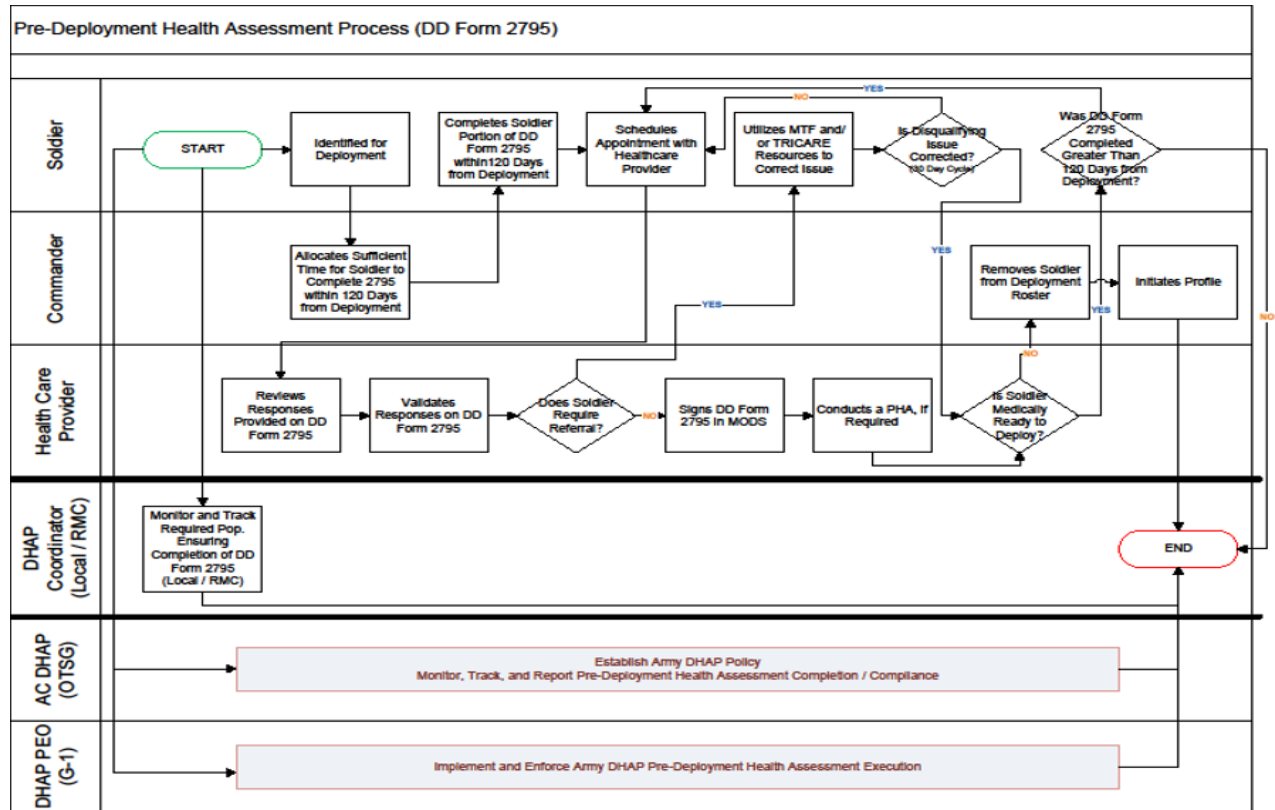 Pre-Deployment Health Assessment Process (DD Form 2795)
Soldier
START
Identified for
Deployment
Completes Soldier
Portion of DD
Form 2795
within120 Days
from Deployment
Schedules
Appointment with
Healthcare
Provider
Utilizes MTF and/
or TRICARE
Resources to
Correct Issue
NO
YES
Is Disqualifying
Issue
Corrected?
(30 Day Cycle)
Was DD Form
2795
Completed
Greater Than
120 Days from
Deployment?
Commander
Allocates Sufficient
Time for Soldier to
Complete 2795
within 120 Days
from Deployment
YES
YES
Removes Soldier
from Deployment
Roster
YES
Initiates Profile
NO
Health Care
Provider
Reviews
Responses
Provided on DD
Form 2795
Validates
Responses on DD
Form 2795
Does Soldier
Require
Referral?
NO
Signs DD Form
2795 in MODS
Conducts a PHA, if
Required
NO
Is Soldier
Medically
Ready to
Deploy?
DHAP
Coordinator
(Local / RMC)
Monitor and Track
Required Pop.
Ensuring
Completion of DD
Form 2795
(Local / RMC)
END
AC DHAP
(OTSG)
Establish Army DHAP Policy
Monitor, Track, and Report Pre-Deployment Health Assessment Completion / Compliance
DHAP PEO
(G-1)
Implement and Enforce Army DHAP Pre-Deployment Health Assessment Execution